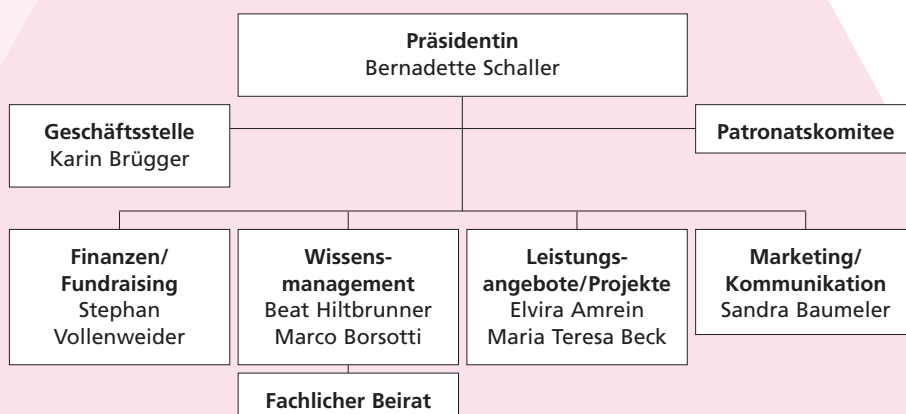 Präsidentin
Bernadette Schaller
Geschäftsstelle
Karin Brügger
Patronatskomitee
Finanzen/
Fundraising
Stephan
Vollenweider
Wissens-
management
Beat Hiltbrunner
Marco Borsotti
Leistungs-
angebote/Projekte
Elvira Amrein
Maria Teresa Beck
Marketing/
Kommunikation
Sandra Baumeler
Fachlicher Beirat